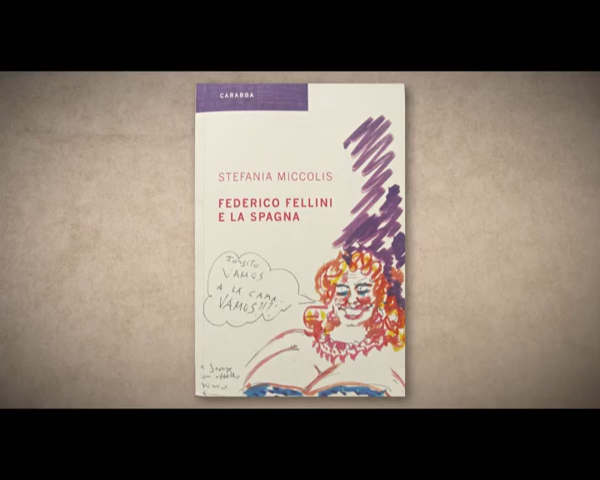 CARABBA
STEFANIA MICCOLIS
FEDERICO FELLINI
E LA SPAGNA
VAMOS
A LA CAMA
VAMOS!!!